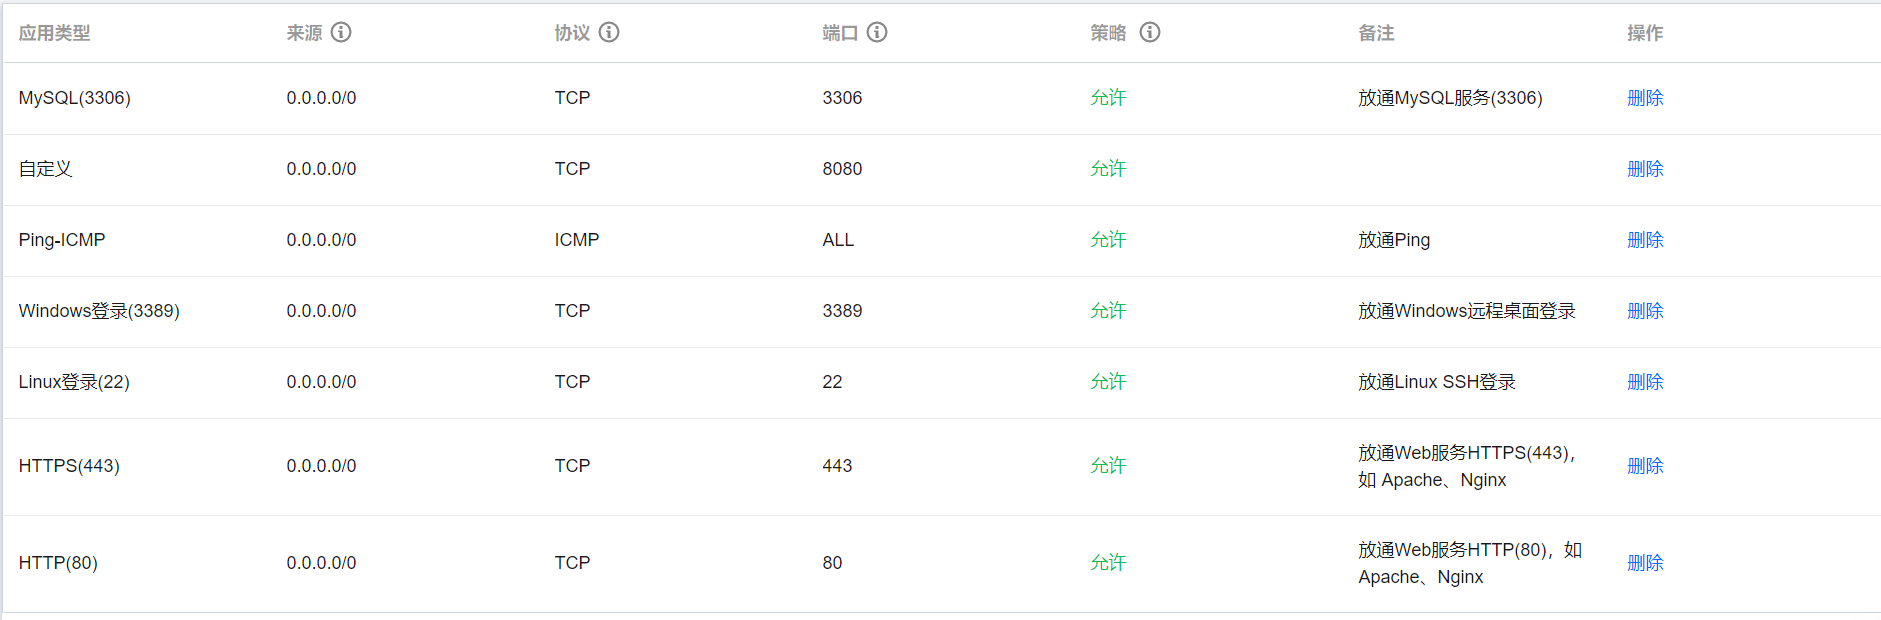 应用类型 来源 协议 端口 策略 备注 操作
MySQL(3306) 0.0.0.0/0 TCP 3306 允许 放通MySQL服务(3306) 删除
自定义 0.0.0.0/0 TCP 8080 允许 删除
Ping-ICMP 0.0.0.0/0 ICMP ALL 允许 放通Ping 删除
Windows登录(3389) 0.0.0.0/0 TCP 3389 允许 放通Windows远程桌面登录 删除
Linux登录(22) 0.0.0.0/0 TCP 22 允许 放通Linux SSH登录 删除
HTTPS(443) 0.0.0.0/0 TCP 443 允许 放通Web服务HTTPS(443)，
如 Apache、Nginx 删除
HTTP(80) 0.0.0.0/0 TCP 80 允许 放通Web服务HTTP(80)，如
Apache、Nginx 删除